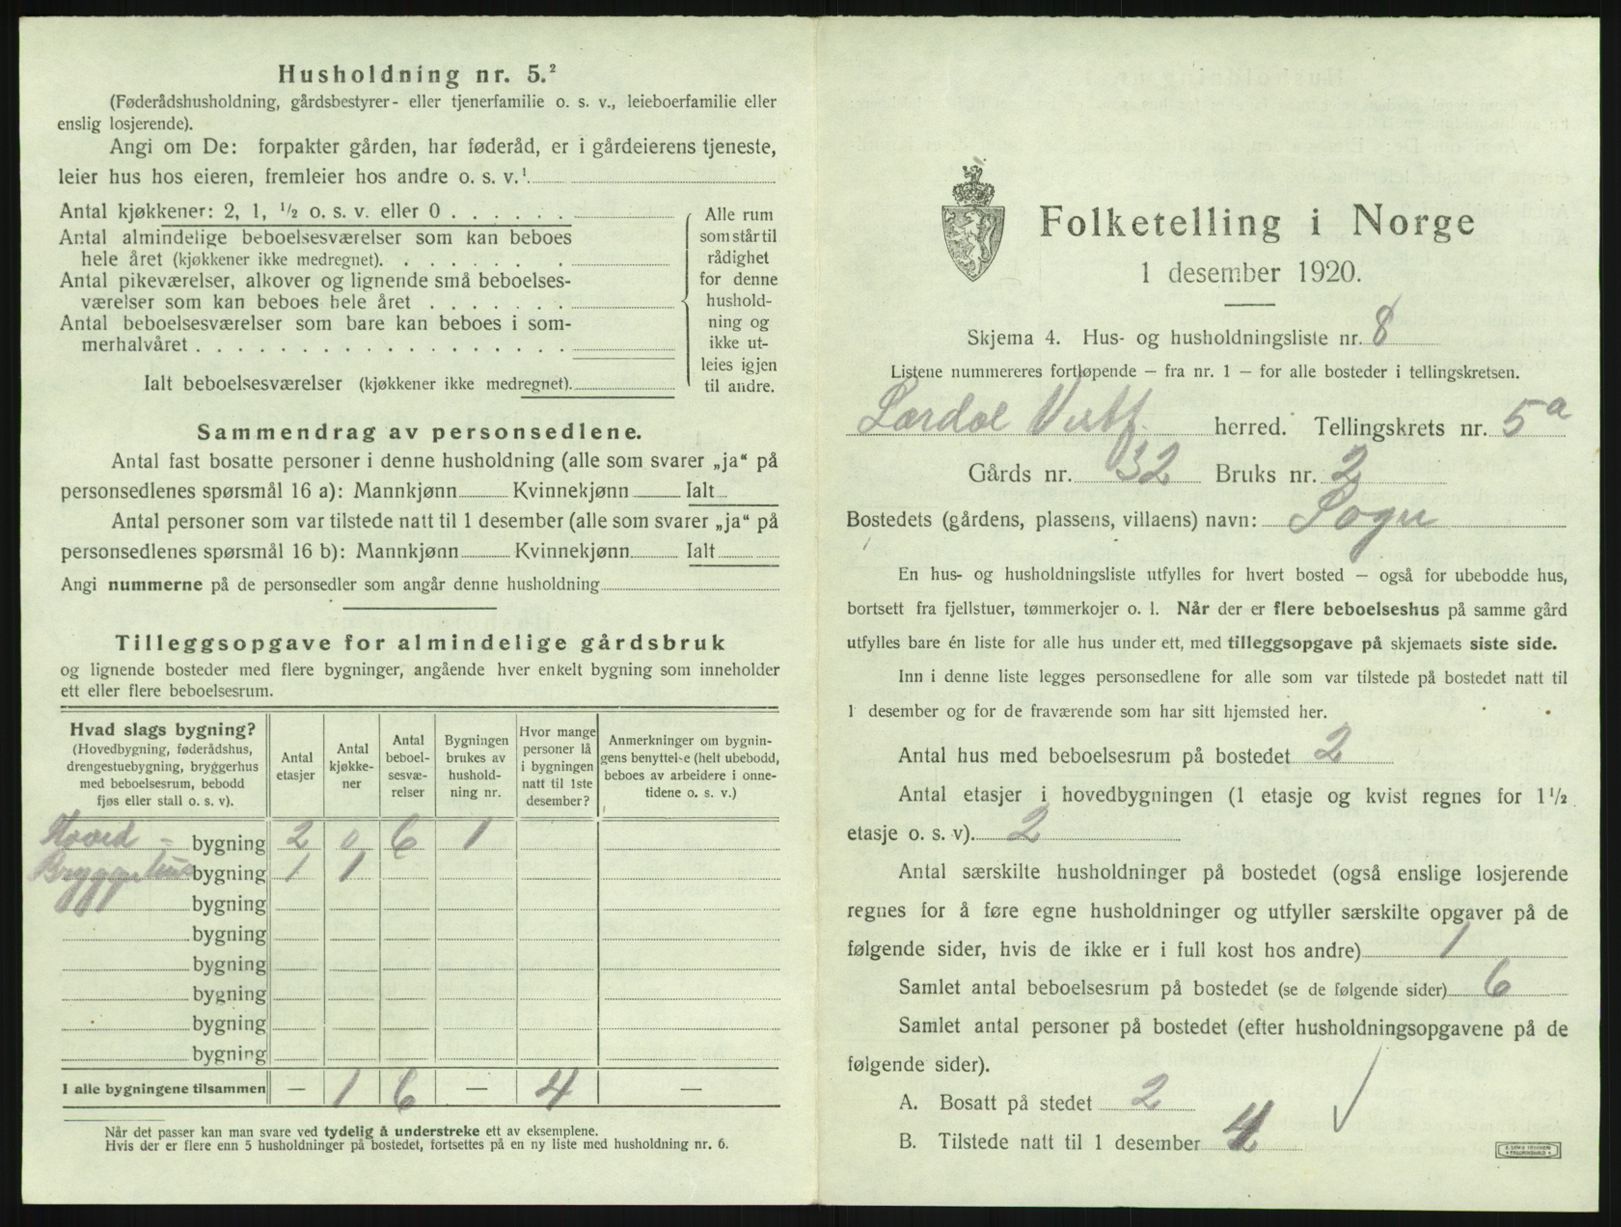 Husholdning nr. 5.²
(Føderådshusholdning, gårdsbestyrer- eller tjenerfamilie o. s. v., leieboerfamilie eller
enslig losjerende).
Angi om De: forpakter gården, har føderåd, er i gårdeierens tjeneste,
leier hus hos eieren, fremleier hos andre o. s. v.¹
Antal kjøkkener: 2, 1, ½ o. s. v. eller 0
Antal almindelige beboelsesværelser som kan beboes
hele året (kjøkkener ikke medregnet).
Antal pikeværelser, alkover og lignende små beboelses-
værelser som kan beboes hele året
Antal beboelsesværelser som bare kan beboes i som-
merhalvåret
Ialt beboelsesværelser (kjøkkener ikke medregnet).
Alle rum
som står til
rådighet
for denne
hushold-
ning og
ikke ut-
leies igjen
til andre.
Sammendrag av personsedlene.
Antal fast bosatte personer i denne husholdning (alle som svarer „ja“ på
personsedlenes spørsmål 16 a): Mannkjønn Kvinnekjønn Ialt
Antal personer som var tilstede natt til 1 desember (alle som svarer „ja“ på
personsedlenes spørsmål 16 b): Mannkjønn Kvinnekjønn Ialt
Angi nummerne på de personsedler som angår denne husholdning
Tilleggsopgave for almindelige gårdsbruk
og lignende bosteder med flere bygninger, angående hver enkelt bygning som inneholder
ett eller flere beboelsesrum.
Hvad slags bygning?
(Hovedbygning, føderådshus,
drengestuebygning, bryggerhus
med beboelsesrum, bebodd
fjøs eller stall o. s. v).
Antal
etasjer
Antal
kjøkke-
ner
Antal
beboel-
sesvæ-
relser
Bygningen
brukes av
hushold-
ning nr.
Hvor mange
personer lå
i bygningen
natt til 1ste
desember?
Anmerkninger om bygnin-
gens benyttelse (helt ubebodd,
beboes av arbeidere i onne-
tidene o. s. v.)
Hoved - bygning 2 0 6 1
Bryggehus bygning 1 1
bygning
bygning
bygning
bygning
bygning
bygning
I alle bygningene tilsammen — 1 6 — 4 —
Når det passer kan man svare ved tydelig å understreke ett av eksemplene.
Hvis der er flere enn 5 husholdninger på bostedet, fortsettes på en ny liste med husholdning nr. 6.
Folketelling i Norge
1 desember 1920.
Skjema 4. Hus- og husholdningsliste nr. 8
Listene nummereres fortløpende — fra nr. 1 — for alle bosteder i tellingskretsen.
herred. Tellingskrets nr. 5a
Gårds nr. 32 Bruks nr. 2
Bostedets (gårdens, plassens, villaens) navn: Sogn
En hus- og husholdningsliste utfylles for hvert bosted — også for ubebodde hus,
bortsett fra fjellstuer, tømmerkojer o. l. Når der er flere beboelseshus på samme gård
utfylles bare én liste for alle hus under ett, med tilleggsopgave på skjemaets siste side.
Inn i denne liste legges personsedlene for alle som var tilstede på bostedet natt til
1 desember og for de fraværende som har sitt hjemsted her.
Antal hus med beboelsesrum på bostedet 2
Antal etasjer i hovedbygningen (1 etasje og kvist regnes for 1½
etasje o. s. v). 2
Antal særskilte husholdninger på bostedet (også enslige losjerende
regnes for å føre egne husholdninger og utfyller særskilte opgaver på de
følgende sider, hvis de ikke er i full kost hos andre) 1
Samlet antal beboelsesrum på bostedet (se de følgende sider) 6
Samlet antal personer på bostedet (efter husholdningsopgavene på de
følgende sider).
A. Bosatt på stedet 2
B. Tilstede natt til 1 desember 4